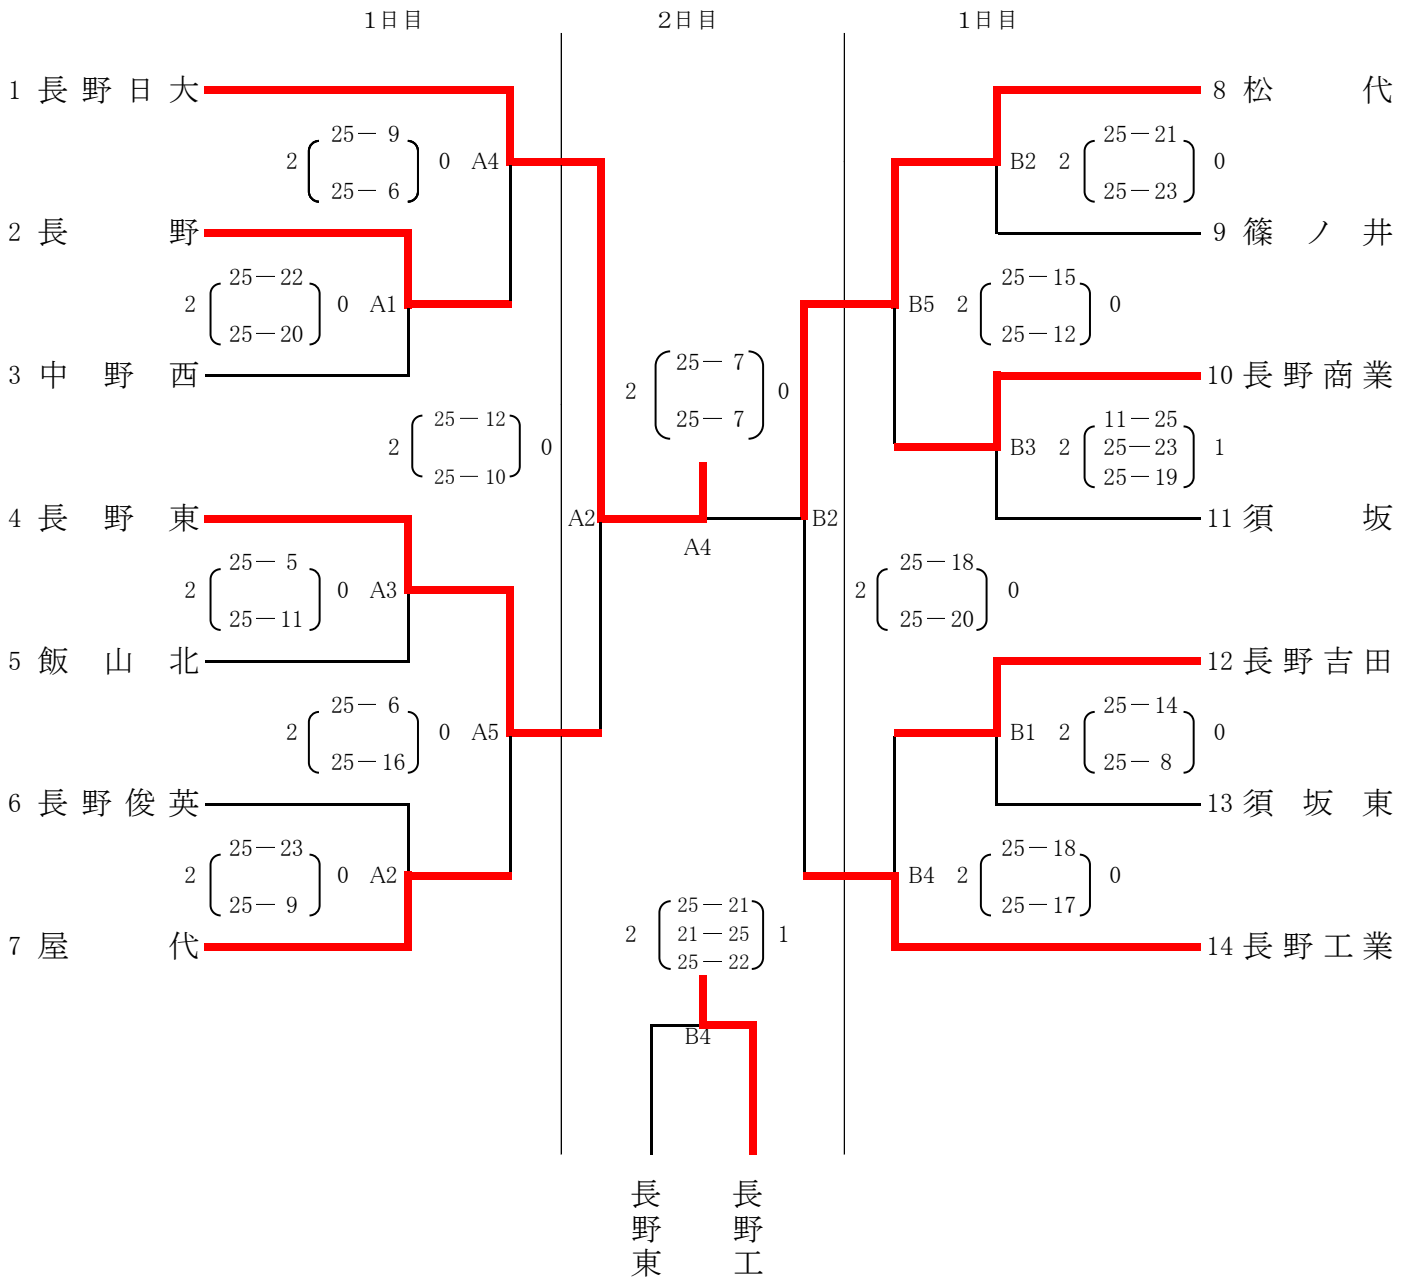 1日目
2日目
1日目
1 長野日大
25－ 9
2 0 A4
25－ 6
2 長野
25－22
2 0 A1
25－20
3 中野西
25－12
2 0
25－10
4 長野東
25－ 5
2 0 A3
25－11
5 飯山北
25－ 6
2 0 A5
25－16
6 長野俊英
25－23
2 0 A2
25－ 9
7 屋代
25－ 7
2 0
25－ 7
A2
B2
A4
25－21
2 21－25 1
25－22
B4
長野東
長野工
8 松代
25－21
B2 2 0
25－23
9 篠ノ井
25－15
B5 2 0
25－12
10 長野商業
11－25
B3 2 25－23 1
25－19
11 須坂
25－18
2 0
25－20
12 長野吉田
25－14
B1 2 0
25－ 8
13 須坂東
25－18
B4 2 0
25－17
14 長野工業